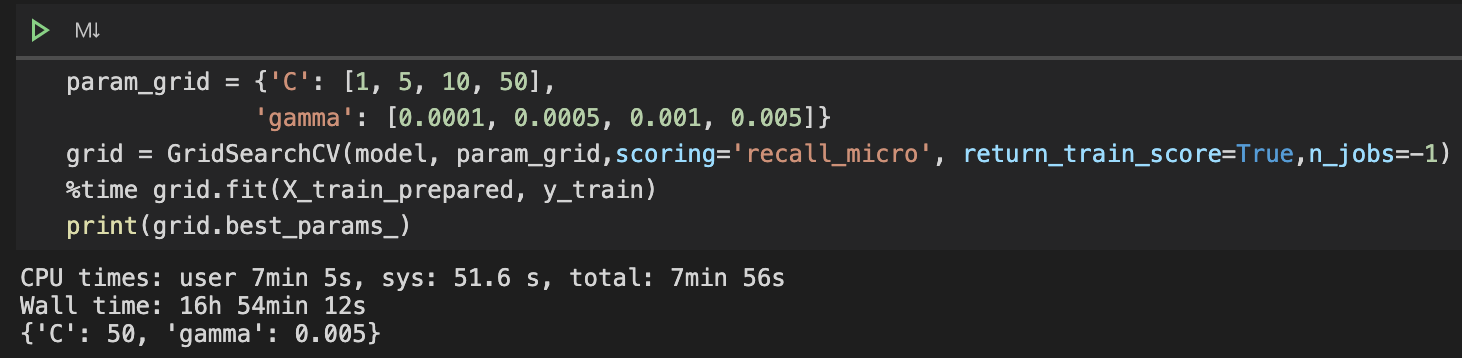 M↓
param_grid = {'C': [1, 5, 10, 50],
'gamma': [0.0001, 0.0005, 0.001, 0.005]}
grid = GridSearchCV(model, param_grid,scoring='recall_micro', return_train_score=True,n_jobs=-1)
%time grid.fit(X_train_prepared, y_train)
print(grid.best_params_)
CPU times: user 7min 5s, sys: 51.6 s, total: 7min 56s
Wall time: 16h 54min 12s
{'C': 50, 'gamma': 0.005}